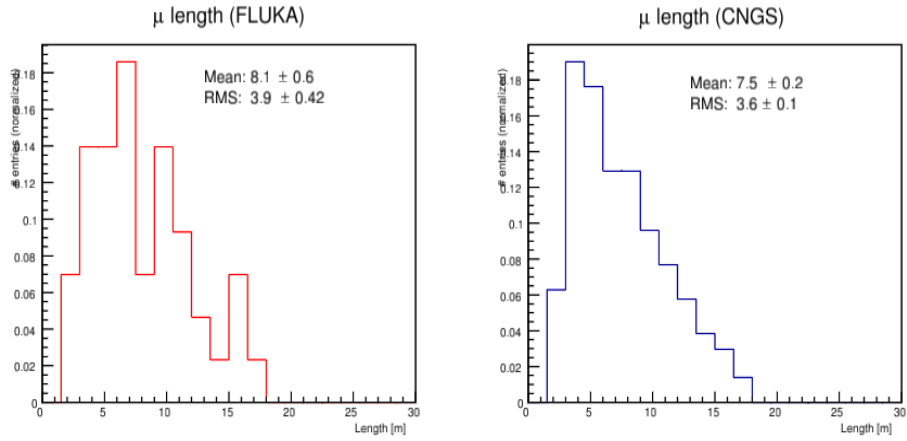 μ length (FLUKA)
Mean: 8.1 ± 0.6
RMS: 3.9 ± 0.42
# entries (normalized)
0.18
0.16
0.14
0.12
0.1
0.08
0.06
0.04
0.02
0
0 5 10 15 20 25 30
Length [m]
μ length (CNGS)
Mean: 7.5 ± 0.2
RMS: 3.6 ± 0.1
# entries (normalized)
0.18
0.16
0.14
0.12
0.1
0.08
0.06
0.04
0.02
0
0 5 10 15 20 25 30
Length [m]